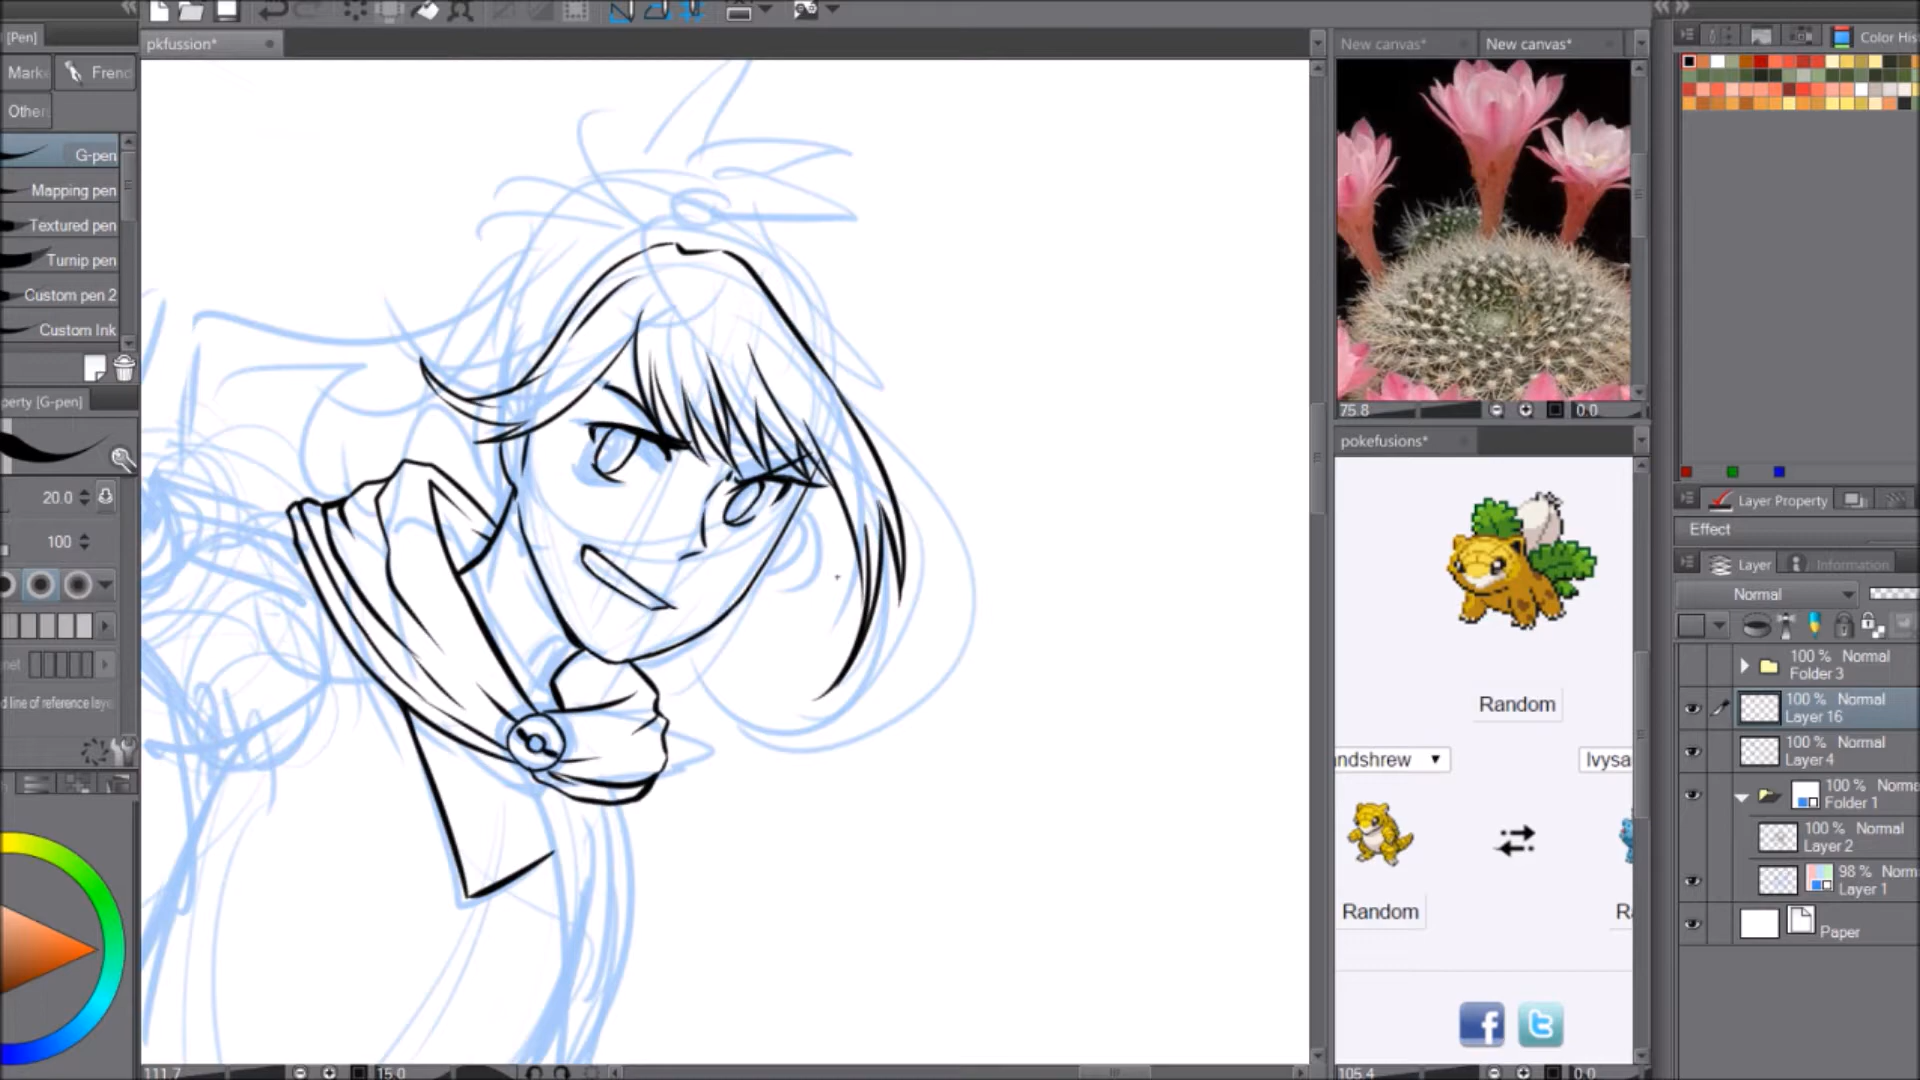 [Pen]
Marke
Frenc
Other
G-pen
Mapping pen
Textured pen
Turnip pen
Custom pen 2
Custom Ink
perty [G-pen]
20.0
100
d line of reference laye
pkfussion*
111.7
15.0
New canvas*
New canvas*
75.8
0.0
pokefusions*
Random
ndshrew
Ivysa
Random
Ra
105.4
0.0
Color His
Layer Property
Effect
Layer
Information
Normal
100 % Normal
Folder 3
100 % Normal
Layer 16
100 % Normal
Layer 4
100 % Norma
Folder 1
100 % Normal
Layer 2
98 % Norm
Layer 1
Paper